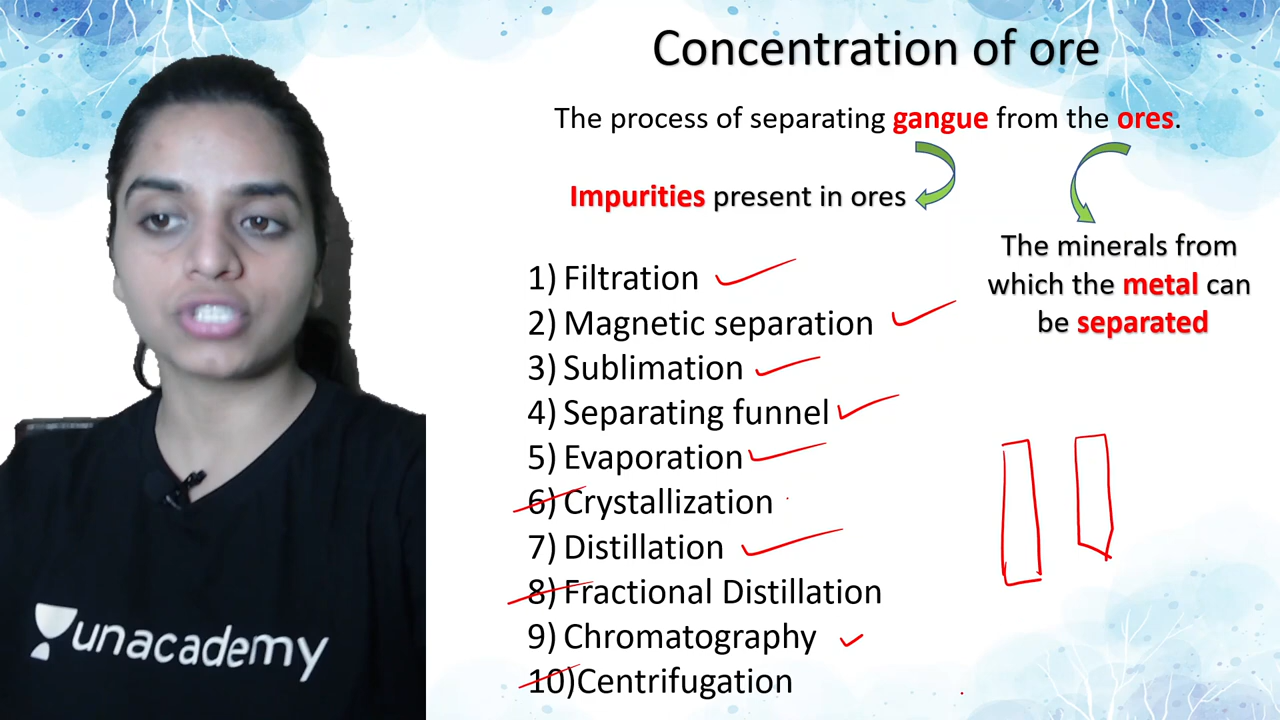 Concentration of ore
The process of separating gangue from the ores.
Impurities present in ores
The minerals from
which the metal can
be separated
1) Filtration
2) Magnetic separation
3) Sublimation
4) Separating funnel
5) Evaporation
6) Crystallization
7) Distillation
8) Fractional Distillation
9) Chromatography
10)Centrifugation
unacademy